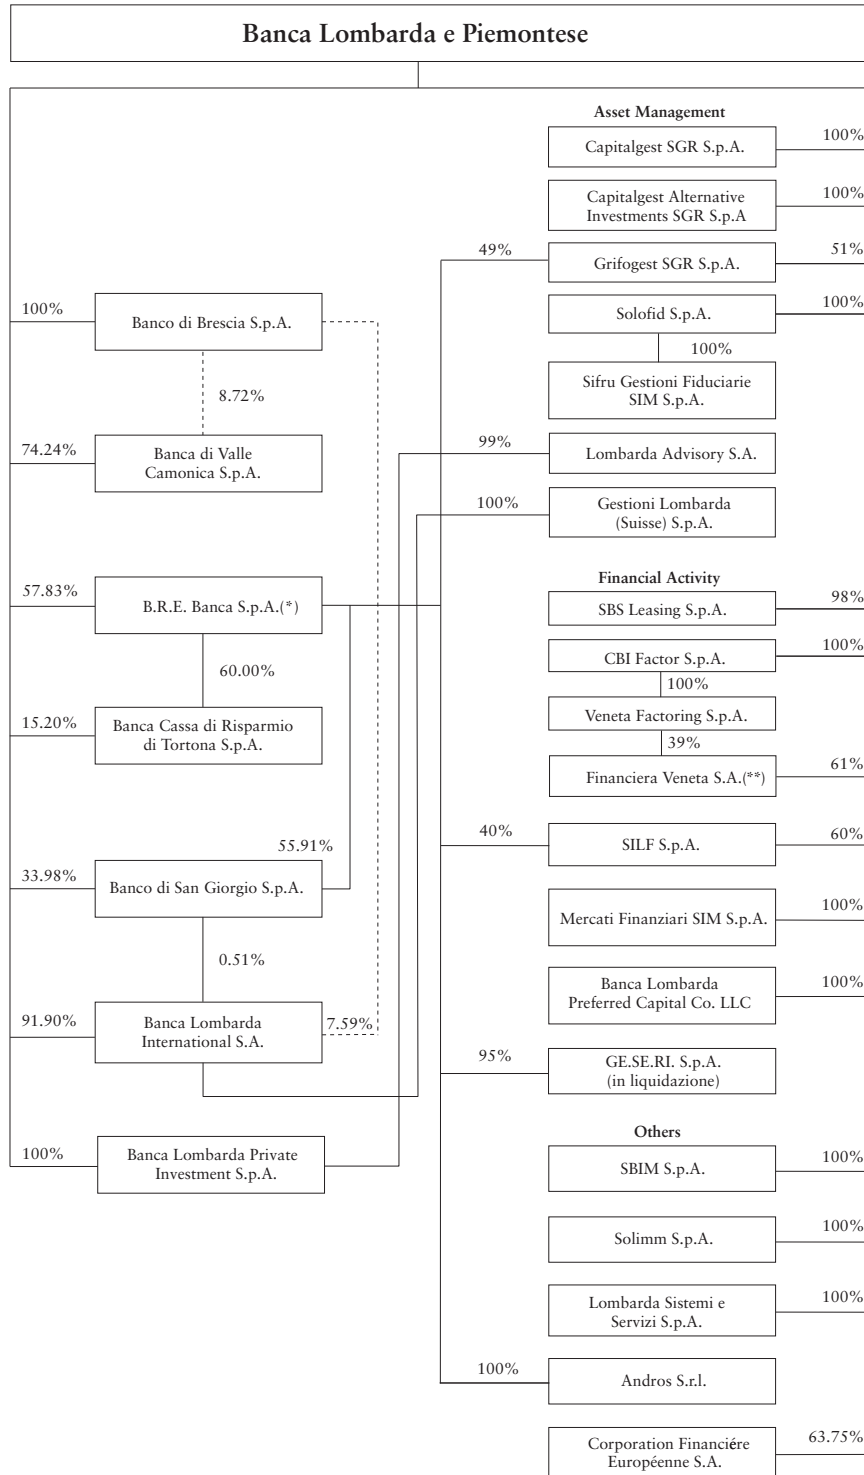 Banca Lombarda e Piemontese
Asset Management
100%
Capitalgest SGR S.p.A.
100%
Capitalgest Alternative
Investments SGR S.p.A
49%
Grifogest SGR S.p.A.
51%
100%
Banco di Brescia S.p.A.
Solofid S.p.A.
100%
100%
8.72%
Sifru Gestioni Fiduciarie
SIM S.p.A.
74.24%
Banca di Valle
Camonica S.p.A.
99%
Lombarda Advisory S.A.
100%
Gestioni Lombarda
(Suisse) S.p.A.
Financial Activity
57.83%
B.R.E. Banca S.p.A.(*)
SBS Leasing S.p.A.
98%
60.00%
CBI Factor S.p.A.
100%
100%
15.20%
Banca Cassa di Risparmio
di Tortona S.p.A.
Veneta Factoring S.p.A.
39%
Financiera Veneta S.A.(**)
61%
55.91%
40%
SILF S.p.A.
60%
33.98%
Banco di San Giorgio S.p.A.
Mercati Finanziari SIM S.p.A.
100%
0.51%
Banca Lombarda
Preferred Capital Co. LLC
100%
91.90%
Banca Lombarda
International S.A.
7.59%
95%
GE.SE.RI. S.p.A.
(in liquidazione)
Others
100%
Banca Lombarda Private
Investment S.p.A.
SBIM S.p.A.
100%
Solimm S.p.A.
100%
Lombarda Sistemi e
Servizi S.p.A.
100%
100%
Andros S.r.l.
Corporation Financiére
Européenne S.A.
63.75%